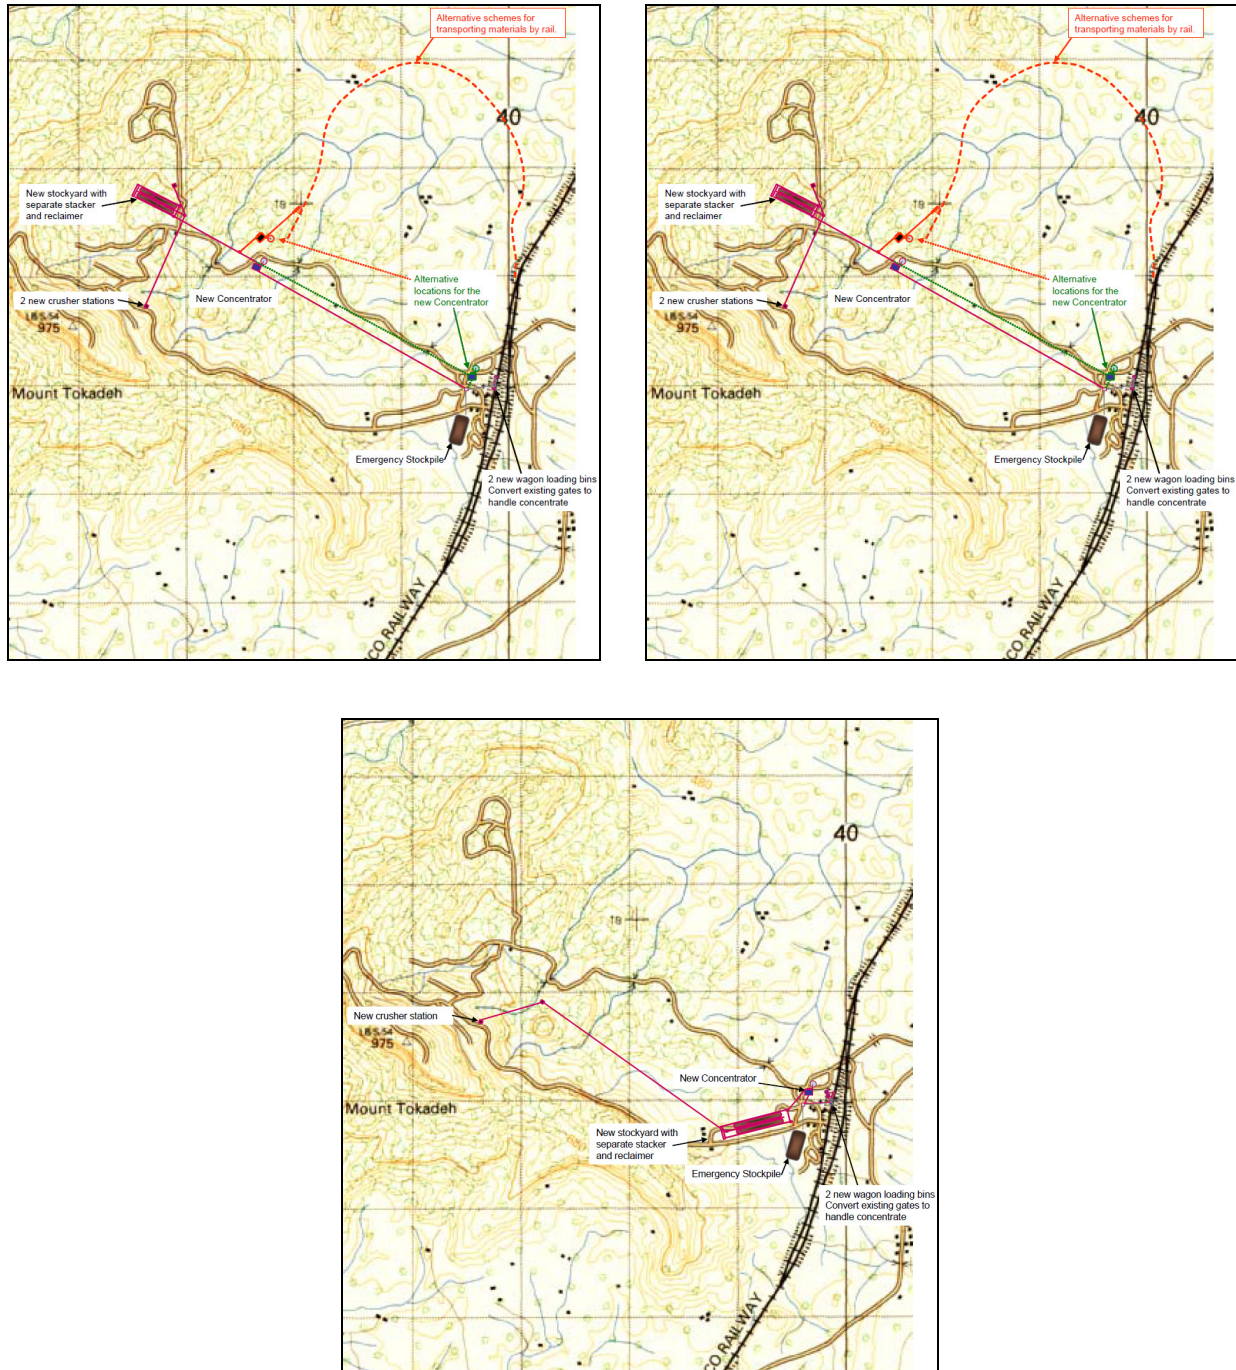 Alternative schemes for
transporting materials by rail.
40
New stockyard with
separate stacker
and reclaimer
Alternative
locations for the
new Concentrator
New Concentrator
2 new crusher stations
975
Mount Tokadeh
Emergency Stockpile
2 new wagon loading bins
Convert existing gates to
handle concentrate
CO RAILWAY
Alternative schemes for
transporting materials by rail.
40
New stockyard with
separate stacker
and reclaimer
Alternative
locations for the
new Concentrator
New Concentrator
2 new crusher stations
975
Mount Tokadeh
Emergency Stockpile
2 new wagon loading bins
Convert existing gates to
handle concentrate
CO RAILWAY
40
New crusher station
975
New Concentrator
Mount Tokadeh
New stockyard with
separate stacker
and reclaimer
Emergency Stockpile
2 new wagon loading bins
Convert existing gates to
handle concentrate
CO RAILWAY